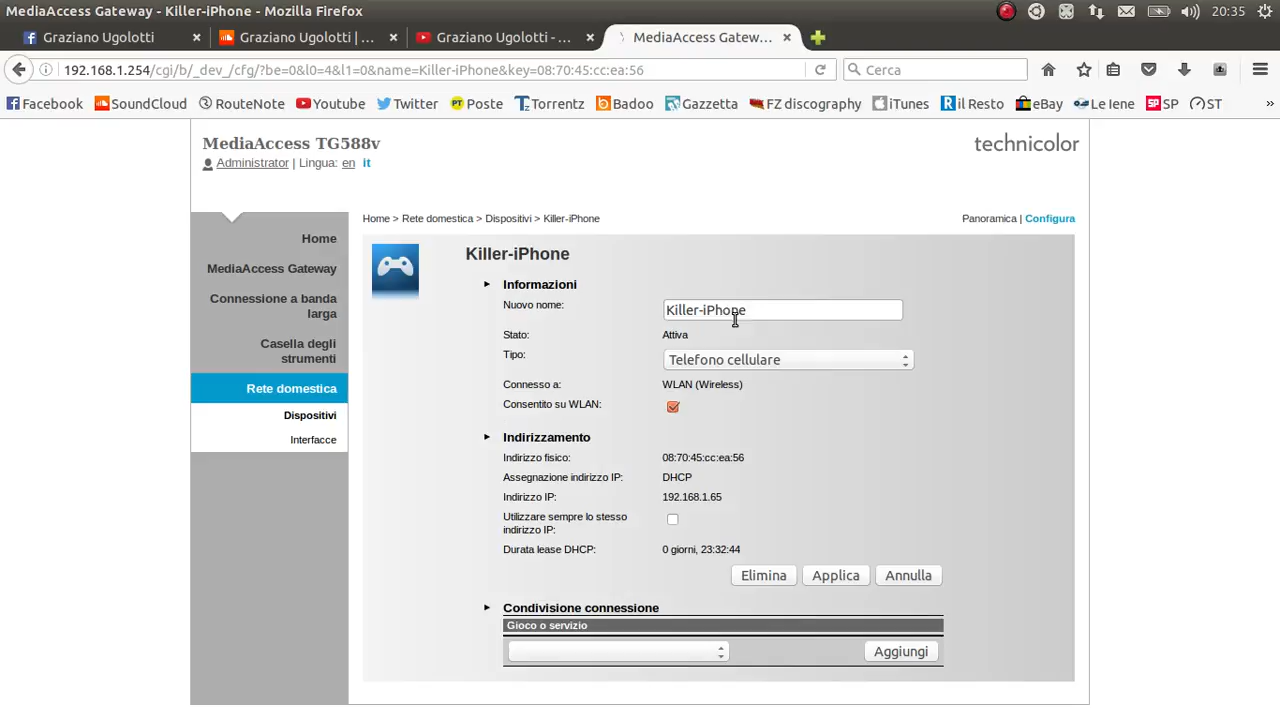 MediaAccess Gateway - Killer-iPhone - Mozilla Firefox
20:35
Graziano Ugolotti
Graziano Ugolotti | ...
Graziano Ugolotti - ...
MediaAccess Gatew...
192.168.1.254/cgi/b/_dev_/cfg/?be=0&l0=4&l1=0&name=Killer-iPhone&key=08:70:45:cc:ea:56
Cerca
Facebook
SoundCloud
RouteNote
Youtube
Twitter
Poste
Torrentz
Badoo
Gazzetta
FZ discography
iTunes
il Resto
eBay
Le Iene
SP
ST
MediaAccess TG588v
technicolor
Administrator | Lingua: en it
Home > Rete domestica > Dispositivi > Killer-iPhone
Panoramica | Configura
Home
MediaAccess Gateway
Connessione a banda
larga
Casella degli
strumenti
Rete domestica
Dispositivi
Interfacce
Killer-iPhone
Informazioni
Nuovo nome: Killer-iPhone
Stato: Attiva
Tipo: Telefono cellulare
Connesso a: WLAN (Wireless)
Consentito su WLAN:
Indirizzamento
Indirizzo fisico: 08:70:45:cc:ea:56
Assegnazione indirizzo IP: DHCP
Indirizzo IP: 192.168.1.65
Utilizzare sempre lo stesso
indirizzo IP:
Durata lease DHCP: 0 giorni, 23:32:44
Elimina Applica Annulla
Condivisione connessione
Gioco o servizio
Aggiungi